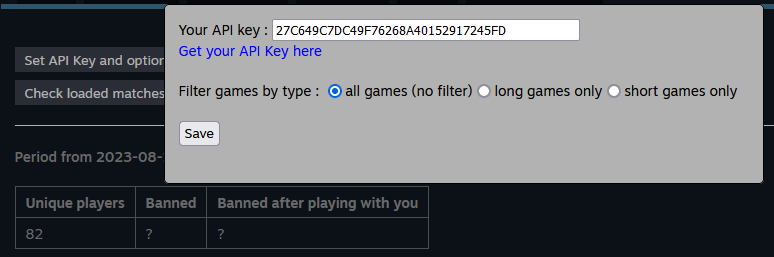 Your API key : 27C649C7DC49F76268A40152917245FD
Get your API Key here
Set API Key and option
Check loaded matches
Filter games by type : all games (no filter) long games only short games only
Save
Period from 2023-08-
Unique players Banned Banned after playing with you
82 ? ?